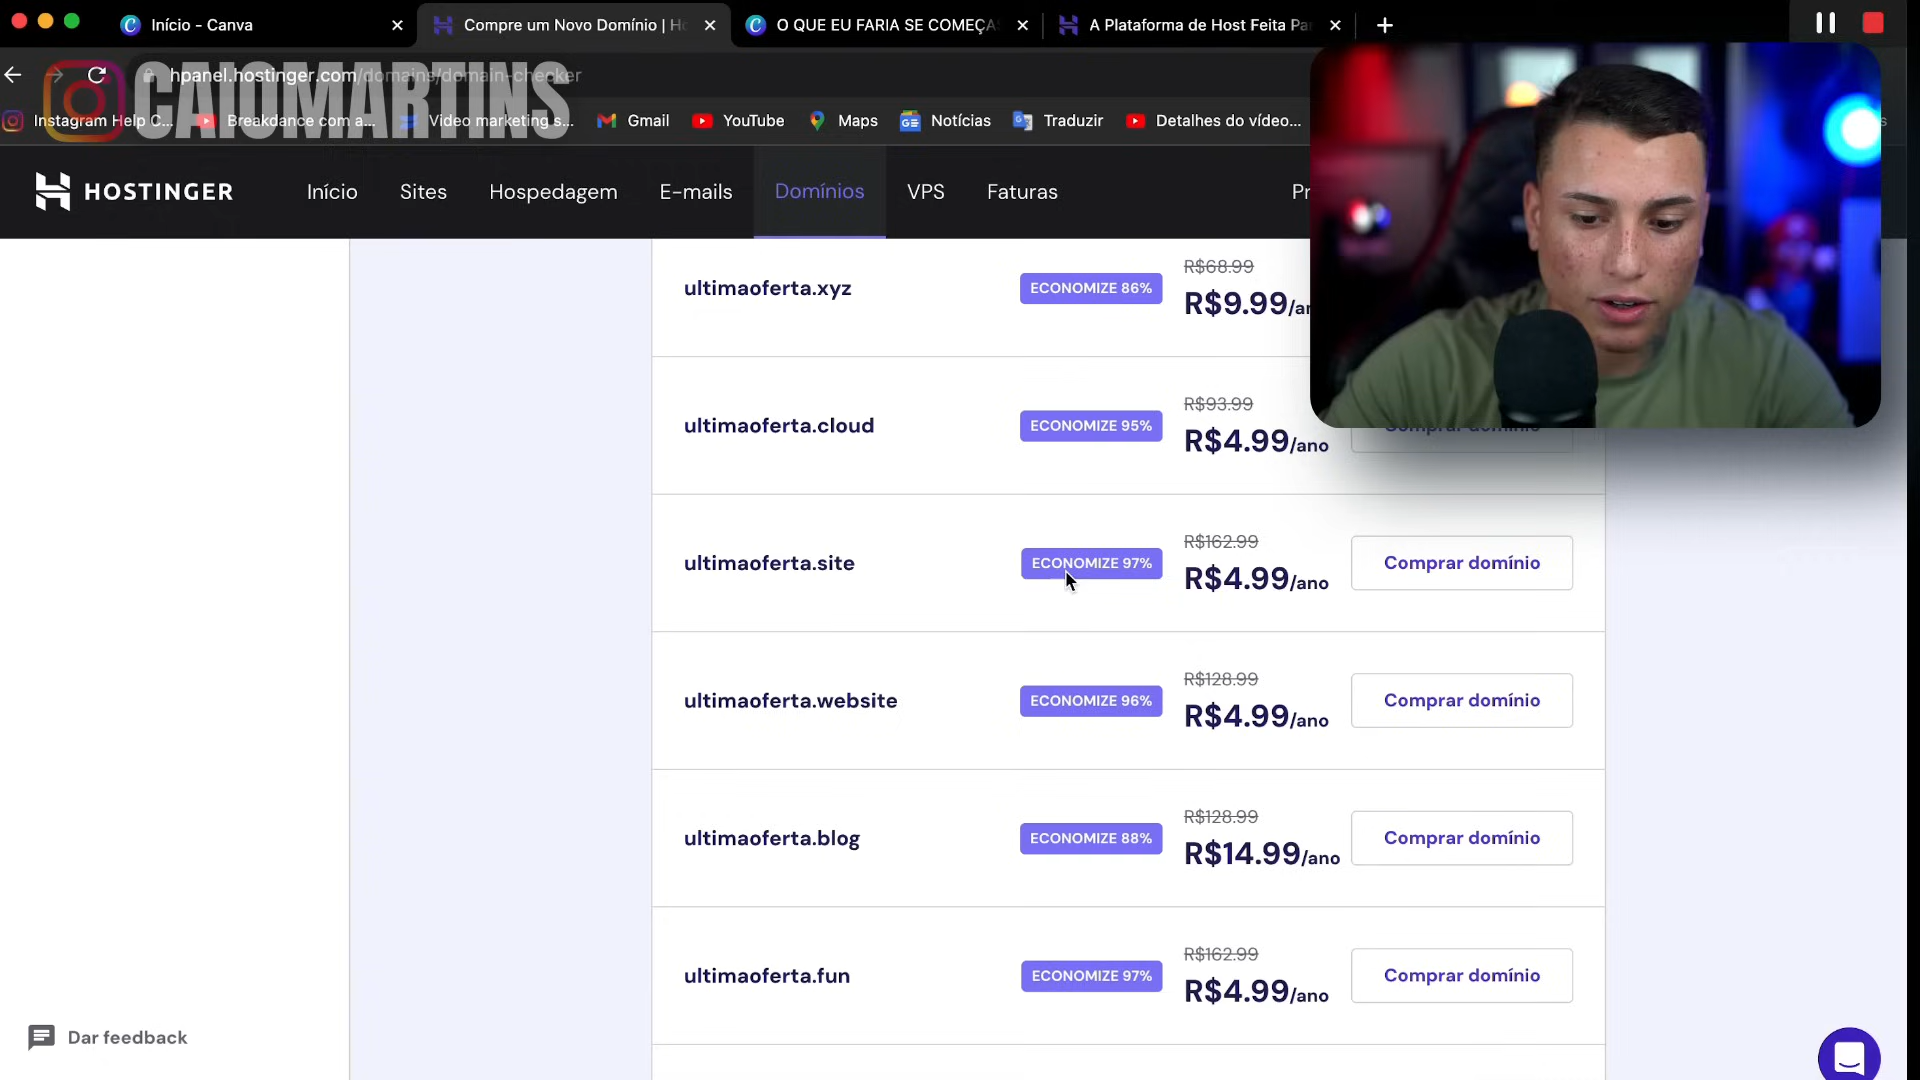 Início - Canva
Compre um Novo Domínio | Ho
O QUE EU FARIA SE COMEÇA
A Plataforma de Host Feita Pa
hpanel.hostinger.com/domains/domain-checker
CAIOMARTINS
Instagram Help C...
Breakdance com a...
Video marketing s...
Gmail
YouTube
Maps
Notícias
Traduzir
Detalhes do vídeo...
HOSTINGER
Início
Sites
Hospedagem
E-mails
Domínios
VPS
Faturas
Pr
ultimaoferta.xyz
ECONOMIZE 86%
R$68.99
R$9.99/an
ultimaoferta.cloud
ECONOMIZE 95%
R$93.99
R$4.99/ano
Comprar domínio
ultimaoferta.site
ECONOMIZE 97%
R$162.99
R$4.99/ano
Comprar domínio
ultimaoferta.website
ECONOMIZE 96%
R$128.99
R$4.99/ano
Comprar domínio
ultimaoferta.blog
ECONOMIZE 88%
R$128.99
R$14.99/ano
Comprar domínio
ultimaoferta.fun
ECONOMIZE 97%
R$162.99
R$4.99/ano
Comprar domínio
Dar feedback